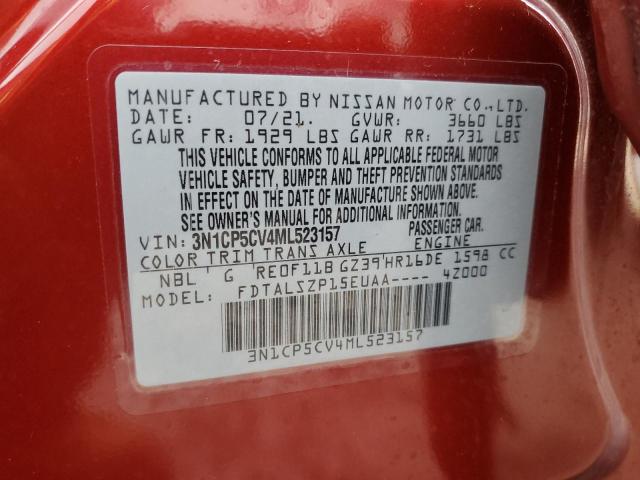 MANUFACTURED BY NISSAN MOTOR CO., LTD.
DATE: 07/21. GVWR: 3660 LBS
GAWR FR: 1929 LBS GAWR RR: 1731 LBS
THIS VEHICLE CONFORMS TO ALL APPLICABLE FEDERAL MOTOR
VEHICLE SAFETY, BUMPER AND THEFT PREVENTION STANDARDS
IN EFFECT ON THE DATE OF MANUFACTURE SHOWN ABOVE.
SEE OWNER'S MANUAL FOR ADDITIONAL INFORMATION.
VIN: 3N1CP5CV4ML523157 PASSENGER CAR.
COLOR TRIM TRANS AXLE ENGINE
NBL G RE0F11B GZ39 HR16DE 1598 CC
MODEL: FDTALSZP15EUAA---- 4Z000
3N1CP5CV4ML523157